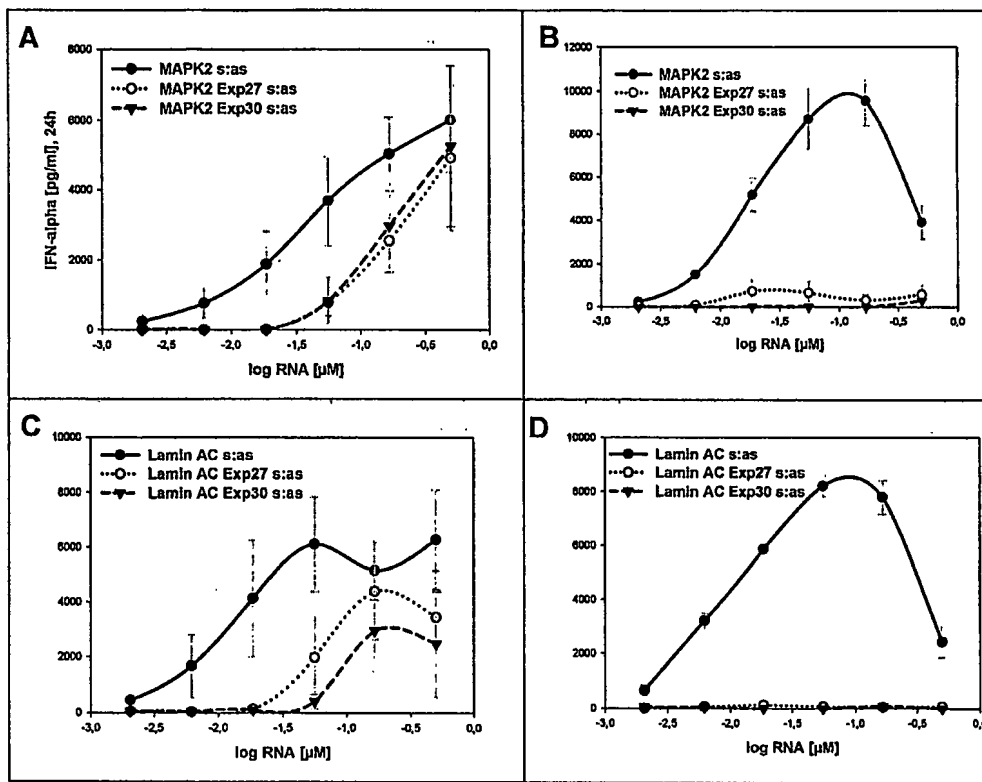 A
MAPK2 s:as
MAPK2 Exp27 s:as
MAPK2 Exp30 s:as
IFN-alpha [pg/ml], 24h
8000
6000
4000
2000
0
-3,0 -2,5 -2,0 -1,5 -1,0 -0,5 0,0
log RNA [µM]
B
MAPK2 s:as
MAPK2 Exp27 s:as
MAPK2 Exp30 s:as
12000
10000
8000
6000
4000
2000
0
-3,0 -2,5 -2,0 -1,5 -1,0 -0,5 0,0
log RNA [µM]
C
Lamin AC s:as
Lamin AC Exp27 s:as
Lamin AC Exp30 s:as
10000
8000
6000
4000
2000
0
-3,0 -2,5 -2,0 -1,5 -1,0 -0,5 0,0
log RNA [µM]
D
Lamin AC s:as
Lamin AC Exp27 s:as
Lamin AC Exp30 s:as
10000
8000
6000
4000
2000
0
-3,0 -2,5 -2,0 -1,5 -1,0 -0,5 0,0
log RNA [µM]